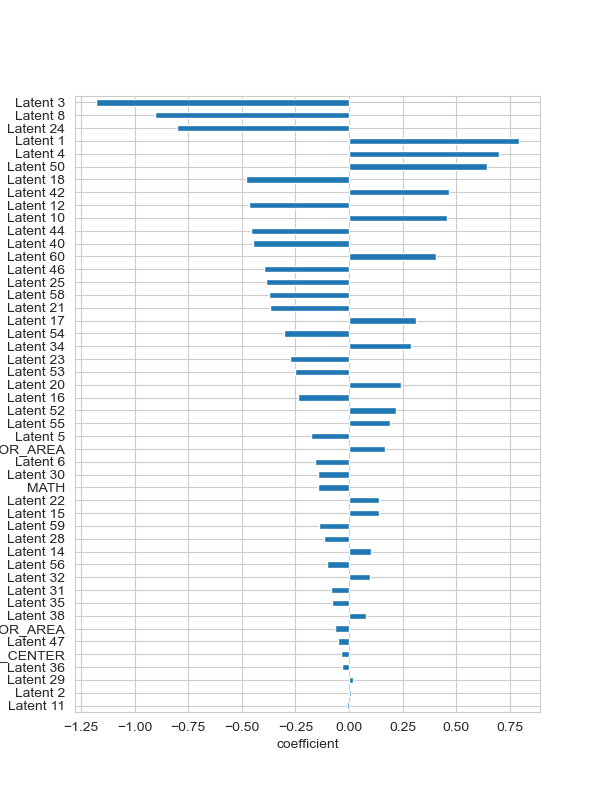 Latent 3
Latent 8
Latent 24
Latent 1
Latent 4
Latent 50
Latent 18
Latent 42
Latent 12
Latent 10
Latent 44
Latent 40
Latent 60
Latent 46
Latent 25
Latent 58
Latent 21
Latent 17
Latent 54
Latent 34
Latent 23
Latent 53
Latent 20
Latent 16
Latent 52
Latent 55
Latent 5
OR_AREA
Latent 6
Latent 30
MATH
Latent 22
Latent 15
Latent 59
Latent 28
Latent 14
Latent 56
Latent 32
Latent 31
Latent 35
Latent 38
OR_AREA
Latent 47
_CENTER
Latent 36
Latent 29
Latent 2
Latent 11
−1.25 −1.00 −0.75 −0.50 −0.25 0.00 0.25 0.50 0.75
coefficient